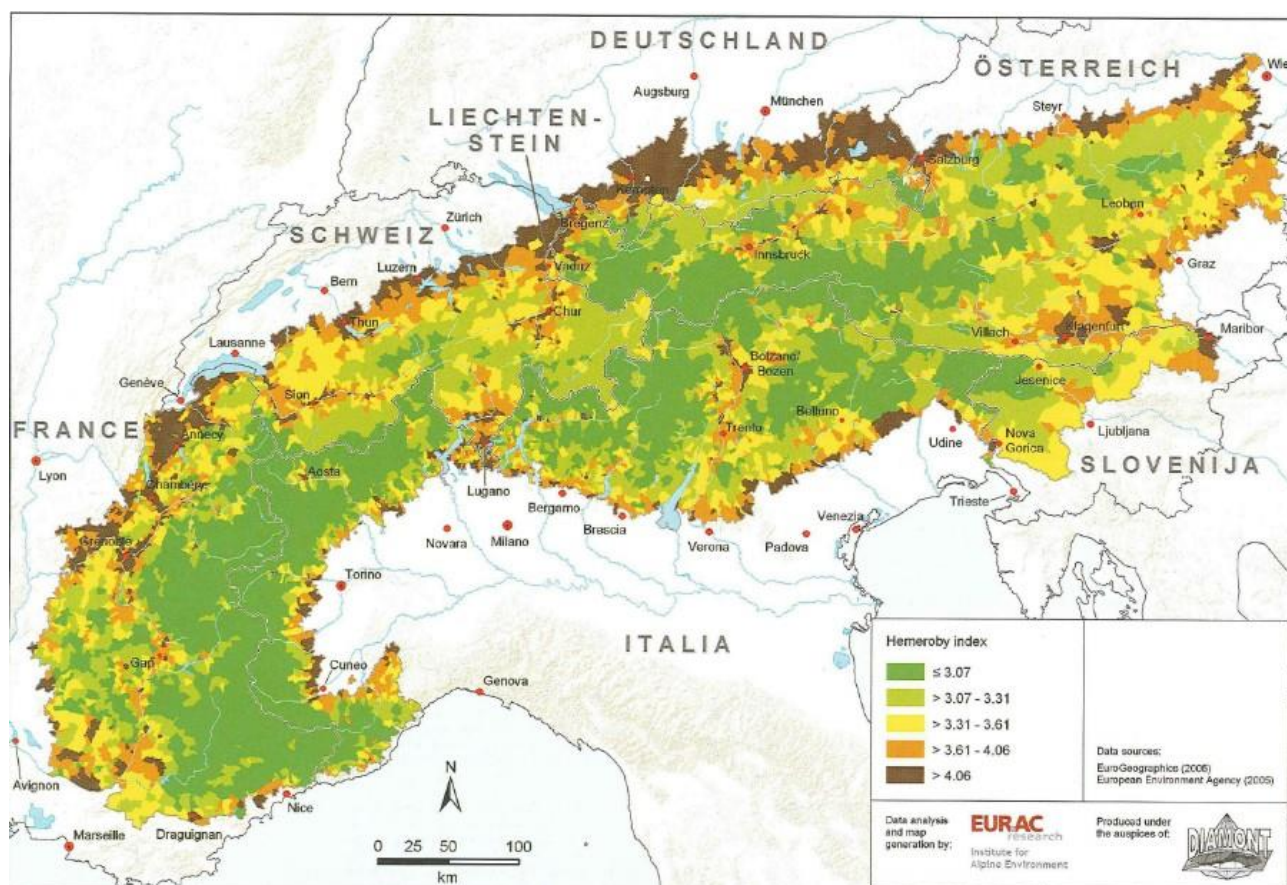 DEUTSCHLAND
ÖSTERREICH
Wie
Augsburg
München
Steyr
LIECHTEN-
STEIN
Salzburg
Kempten
Zürich
Bregenz
Leoben
SCHWEIZ
Innsbruck
Luzern
Vaduz
Graz
Bern
Thun
Chur
Villach
Klagenfurt
Maribor
Lausanne
Bolzano/
Bozen
Jesenice
Genève
Sion
Belluno
FRANCE
Annecy
Trento
Udine
Nova
Gorica
Ljubljana
Lyon
Aosta
SLOVENIJA
Chambéry
Lugano
Trieste
Bergamo
Brescia
Venezia
Grenoble
Novara
Milano
Verona
Padova
Torino
ITALIA
Gap
Cuneo
Genova
Avignon
Nice
Marseille
Draguignan
N
0 25 50 100
km
Hemeroby index
≤ 3.07
> 3.07 - 3.31
> 3.31 - 3.61
> 3.61 - 4.06
> 4.06
Data sources:
EuroGeographics (2006)
European Environment Agency (2005)
Data analysis
and map
generation by:
EURAC
research
Institute for
Alpine Environment
Produced under
the auspices of:
DIAMONT